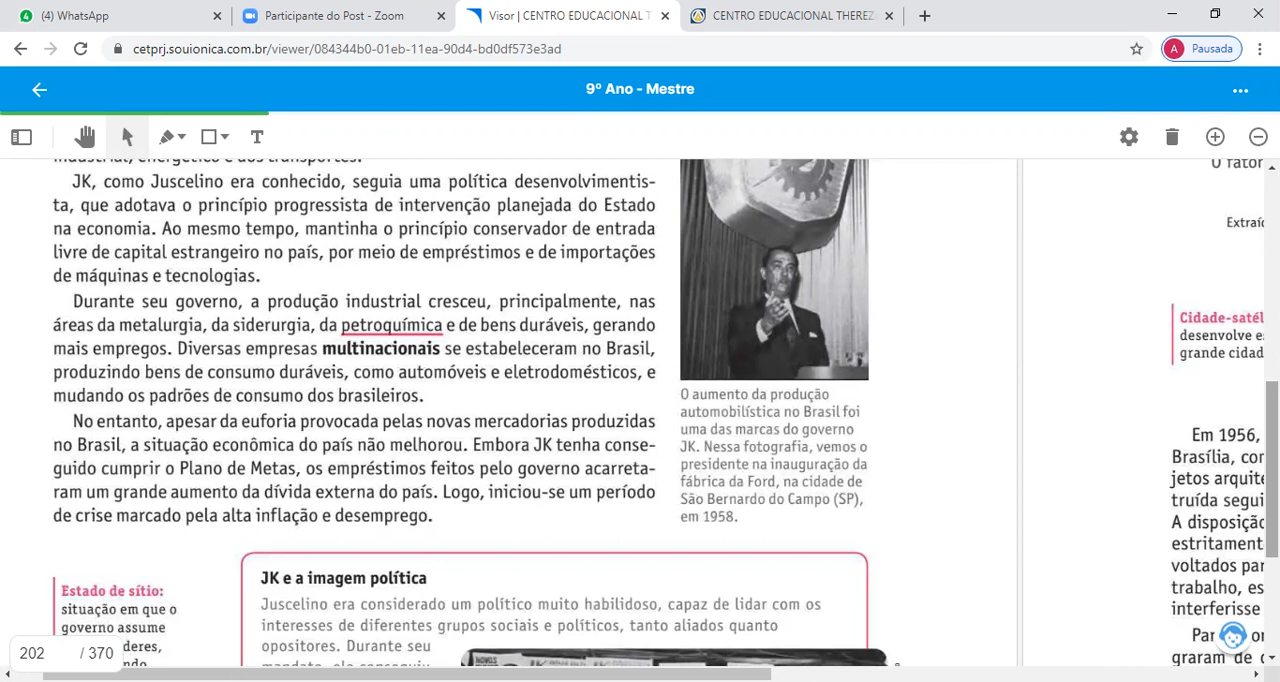 (4) WhatsApp
Participante do Post - Zoom
Visor | CENTRO EDUCACIONAL T
CENTRO EDUCACIONAL THEREZ
cetprj.souionica.com.br/viewer/084344b0-01eb-11ea-90d4-bd0df573e3ad
A Pausada
9º Ano - Mestre
industrial, energético e dos transportes.
JK, como Juscelino era conhecido, seguia uma política desenvolvimentis-
ta, que adotava o princípio progressista de intervenção planejada do Estado
na economia. Ao mesmo tempo, mantinha o princípio conservador de entrada
livre de capital estrangeiro no país, por meio de empréstimos e de importações
de máquinas e tecnologias.
Durante seu governo, a produção industrial cresceu, principalmente, nas
áreas da metalurgia, da siderurgia, da petroquímica e de bens duráveis, gerando
mais empregos. Diversas empresas multinacionais se estabeleceram no Brasil,
produzindo bens de consumo duráveis, como automóveis e eletrodomésticos, e
mudando os padrões de consumo dos brasileiros.
No entanto, apesar da euforia provocada pelas novas mercadorias produzidas
no Brasil, a situação econômica do país não melhorou. Embora JK tenha conse-
guido cumprir o Plano de Metas, os empréstimos feitos pelo governo acarreta-
ram um grande aumento da dívida externa do país. Logo, iniciou-se um período
de crise marcado pela alta inflação e desemprego.
O aumento da produção
automobilística no Brasil foi
uma das marcas do governo
JK. Nessa fotografia, vemos o
presidente na inauguração da
fábrica da Ford, na cidade de
São Bernardo do Campo (SP),
em 1958.
Estado de sítio:
situação em que o
governo assume
deres,
JK e a imagem política
Juscelino era considerado um político muito habilidoso, capaz de lidar com os
interesses de diferentes grupos sociais e políticos, tanto aliados quanto
opositores. Durante seu
mandato, ele conseguiu
202 / 370
O fator
Extraíd
Cidade-satél
desenvolve e
grande cidad
Em 1956,
Brasília, con
jetos arquite
truída segui
A disposiçã
estritament
voltados par
trabalho, es
interferisse
Par
graram de